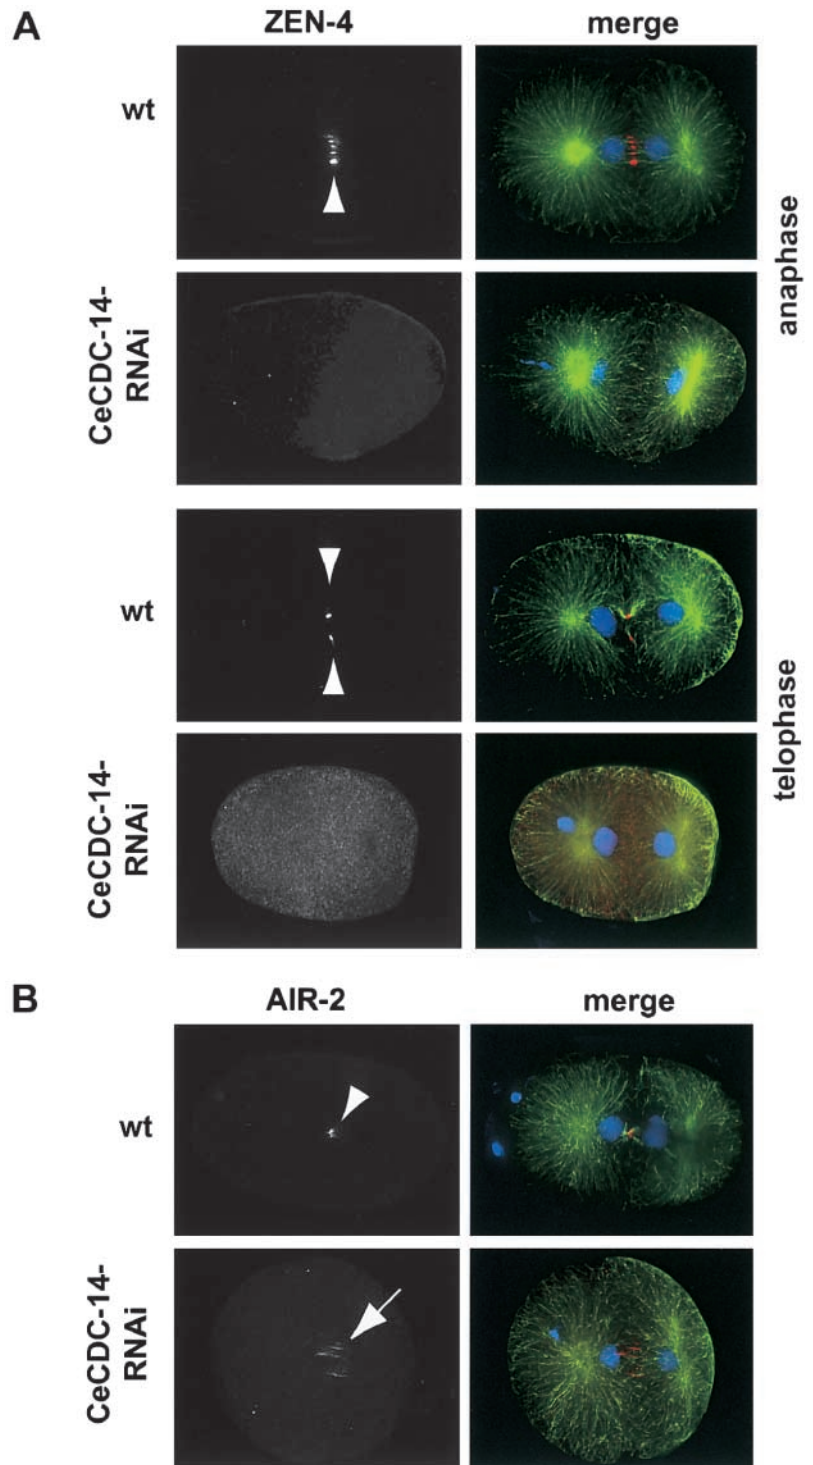 A
ZEN-4
merge
wt
CeCDC-14-
RNAi
anaphase
wt
CeCDC-14-
RNAi
telophase
B
AIR-2
merge
wt
CeCDC-14-
RNAi